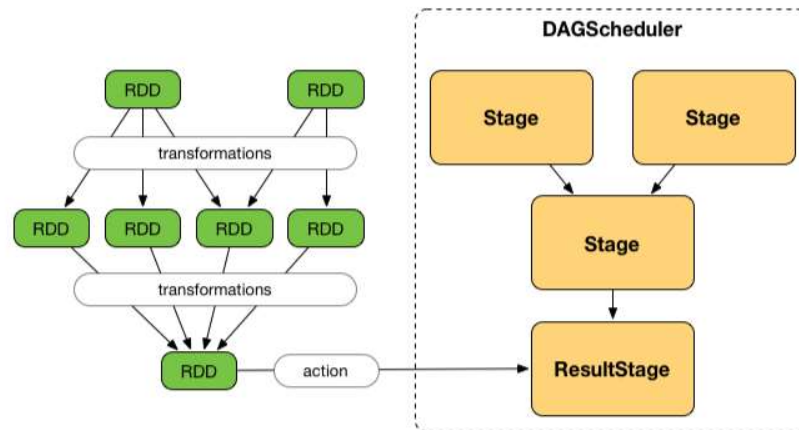 DAGScheduler
RDD
RDD
transformations
RDD
RDD
RDD
RDD
transformations
RDD
action
Stage
Stage
Stage
ResultStage